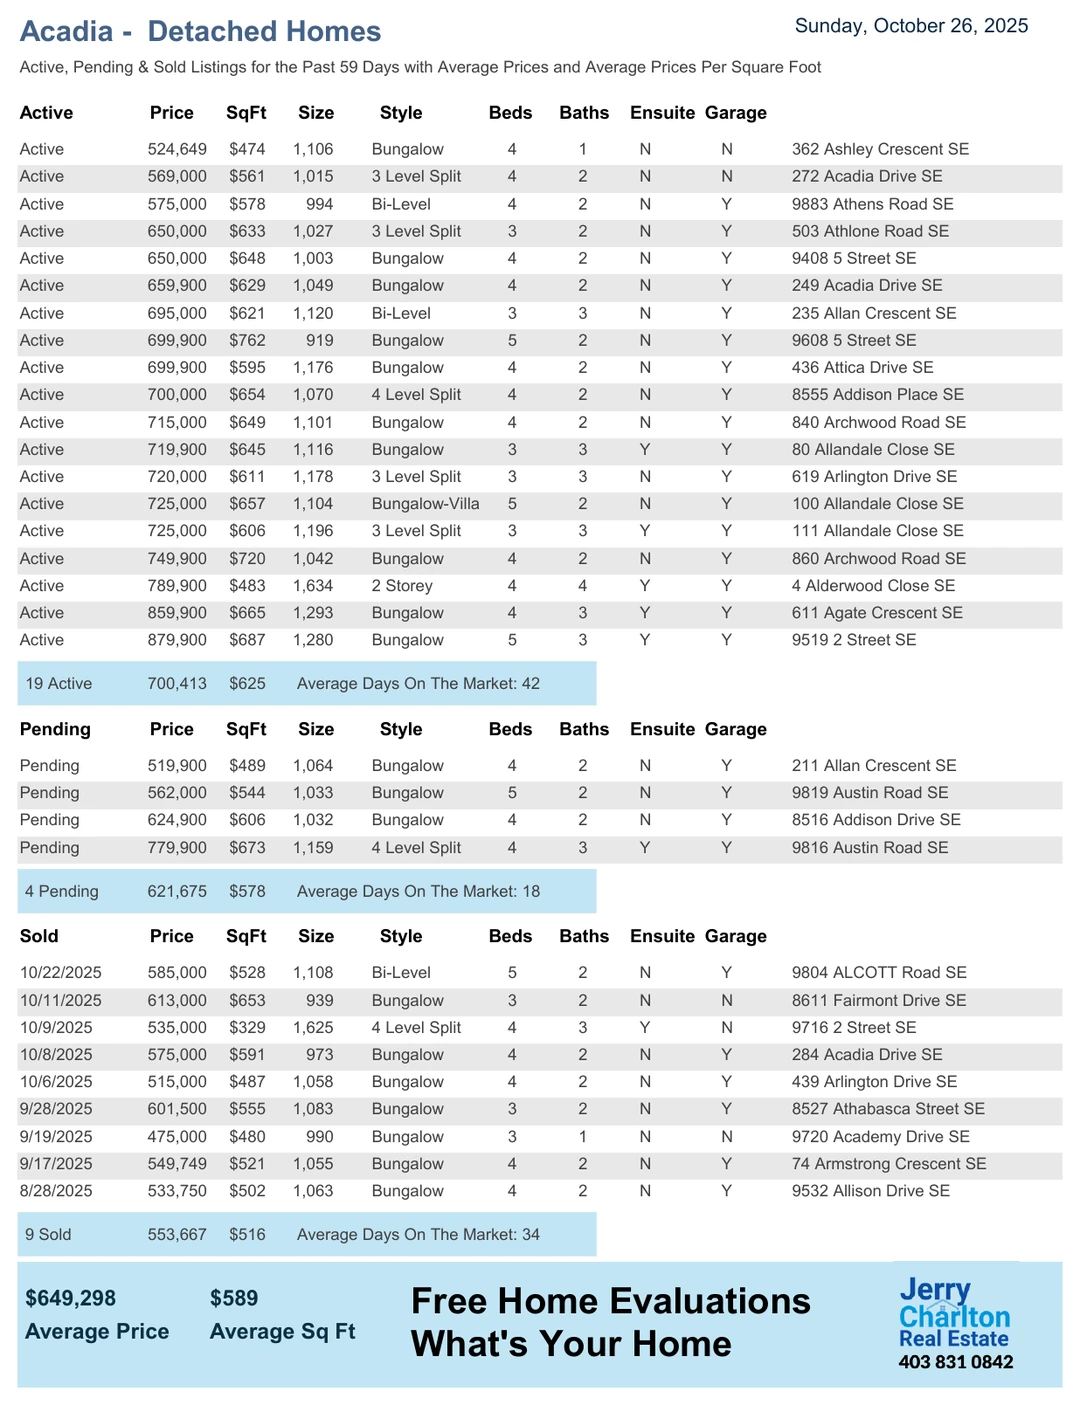 Acadia - Detached Homes
Sunday, October 26, 2025
Active, Pending & Sold Listings for the Past 59 Days with Average Prices and Average Prices Per Square Foot
Active Price SqFt Size Style Beds Baths Ensuite Garage
Active 524,649 $474 1,106 Bungalow 4 1 N N 362 Ashley Crescent SE
Active 569,000 $561 1,015 3 Level Split 4 2 N N 272 Acadia Drive SE
Active 575,000 $578 994 Bi-Level 4 2 N Y 9883 Athens Road SE
Active 650,000 $633 1,027 3 Level Split 3 2 N Y 503 Athlone Road SE
Active 650,000 $648 1,003 Bungalow 4 2 N Y 9408 5 Street SE
Active 659,900 $629 1,049 Bungalow 4 2 N Y 249 Acadia Drive SE
Active 695,000 $621 1,120 Bi-Level 3 3 N Y 235 Allan Crescent SE
Active 699,900 $762 919 Bungalow 5 2 N Y 9608 5 Street SE
Active 699,900 $595 1,176 Bungalow 4 2 N Y 436 Attica Drive SE
Active 700,000 $654 1,070 4 Level Split 4 2 N Y 8555 Addison Place SE
Active 715,000 $649 1,101 Bungalow 4 2 N Y 840 Archwood Road SE
Active 719,900 $645 1,116 Bungalow 3 3 Y Y 80 Allandale Close SE
Active 720,000 $611 1,178 3 Level Split 3 3 N Y 619 Arlington Drive SE
Active 725,000 $657 1,104 Bungalow-Villa 5 2 N Y 100 Allandale Close SE
Active 725,000 $606 1,196 3 Level Split 3 3 Y Y 111 Allandale Close SE
Active 749,900 $720 1,042 Bungalow 4 2 N Y 860 Archwood Road SE
Active 789,900 $483 1,634 2 Storey 4 4 Y Y 4 Alderwood Close SE
Active 859,900 $665 1,293 Bungalow 4 3 Y Y 611 Agate Crescent SE
Active 879,900 $687 1,280 Bungalow 5 3 Y Y 9519 2 Street SE
19 Active 700,413 $625 Average Days On The Market: 42
Pending Price SqFt Size Style Beds Baths Ensuite Garage
Pending 519,900 $489 1,064 Bungalow 4 2 N Y 211 Allan Crescent SE
Pending 562,000 $544 1,033 Bungalow 5 2 N Y 9819 Austin Road SE
Pending 624,900 $606 1,032 Bungalow 4 2 N Y 8516 Addison Drive SE
Pending 779,900 $673 1,159 4 Level Split 4 3 Y Y 9816 Austin Road SE
4 Pending 621,675 $578 Average Days On The Market: 18
Sold Price SqFt Size Style Beds Baths Ensuite Garage
10/22/2025 585,000 $528 1,108 Bi-Level 5 2 N Y 9804 ALCOTT Road SE
10/11/2025 613,000 $653 939 Bungalow 3 2 N N 8611 Fairmont Drive SE
10/9/2025 535,000 $329 1,625 4 Level Split 4 3 Y N 9716 2 Street SE
10/8/2025 575,000 $591 973 Bungalow 4 2 N Y 284 Acadia Drive SE
10/6/2025 515,000 $487 1,058 Bungalow 4 2 N Y 439 Arlington Drive SE
9/28/2025 601,500 $555 1,083 Bungalow 3 2 N Y 8527 Athabasca Street SE
9/19/2025 475,000 $480 990 Bungalow 3 1 N N 9720 Academy Drive SE
9/17/2025 549,749 $521 1,055 Bungalow 4 2 N Y 74 Armstrong Crescent SE
8/28/2025 533,750 $502 1,063 Bungalow 4 2 N Y 9532 Allison Drive SE
9 Sold 553,667 $516 Average Days On The Market: 34
$649,298 $589
Average Price Average Sq Ft
Free Home Evaluations
What's Your Home
Jerry
Charlton
Real Estate
403 831 0842